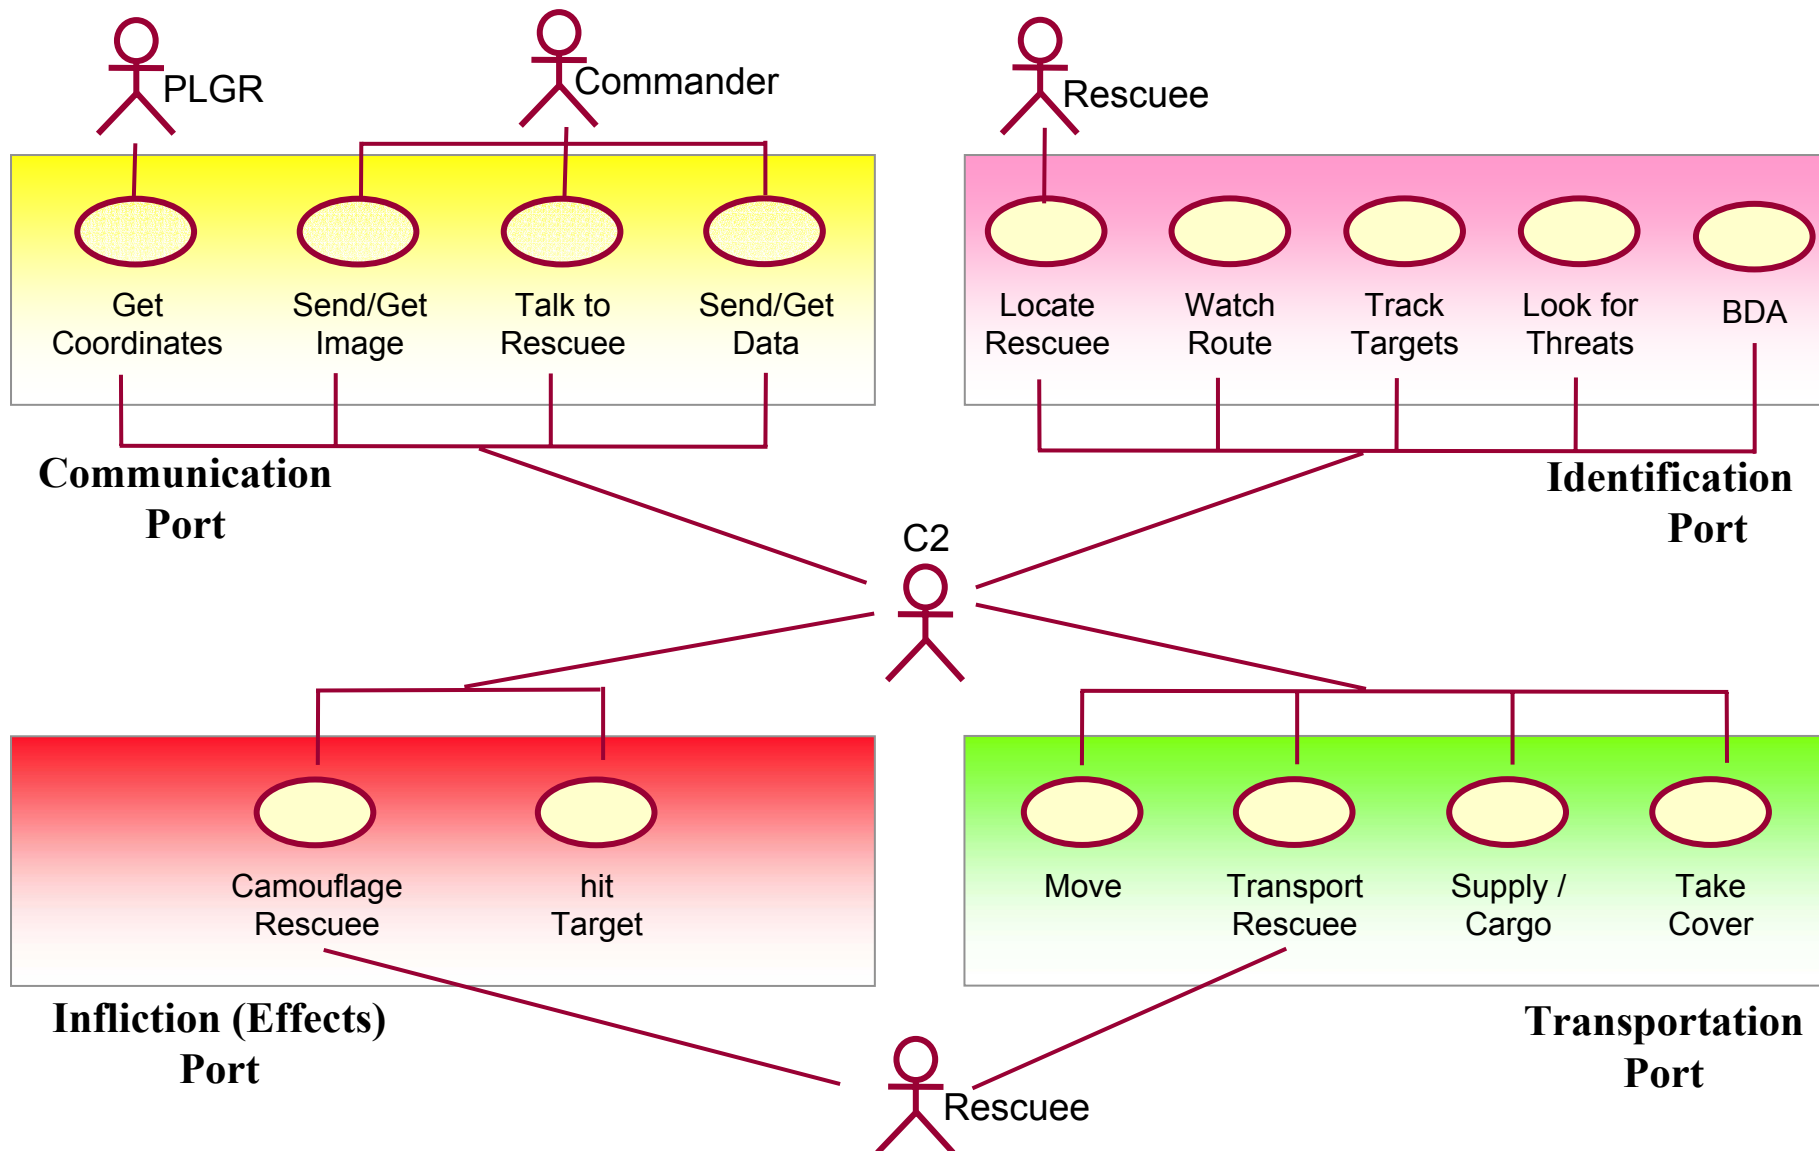 PLGR
Commander
Rescuee
Get
Coordinates
Send/Get
Image
Talk to
Rescuee
Send/Get
Data
Locate
Rescuee
Watch
Route
Track
Targets
Look for
Threats
BDA
Communication
Port
Identification
Port
C2
Camouflage
Rescuee
hit
Target
Move
Transport
Rescuee
Supply /
Cargo
Take
Cover
Infliction (Effects)
Port
Transportation
Port
Rescuee